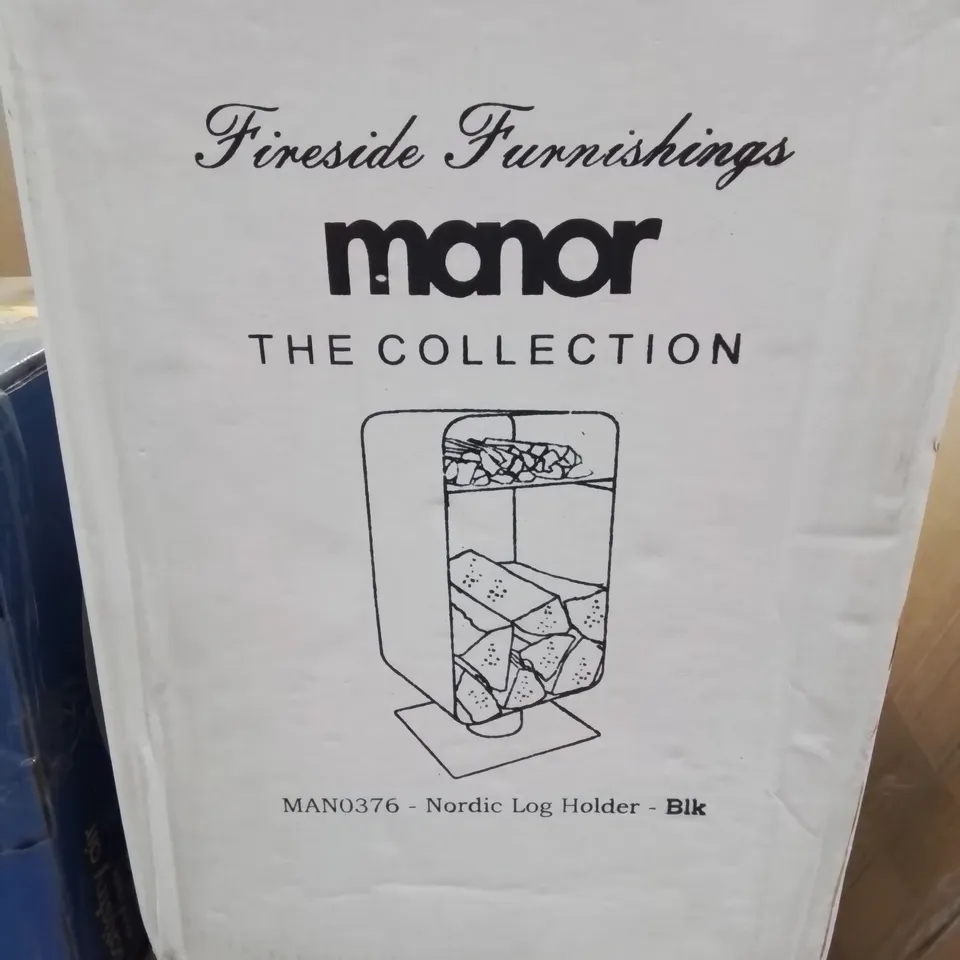 Fireside Furnishings
manor
THE COLLECTION
MAN0376 - Nordic Log Holder - Blk